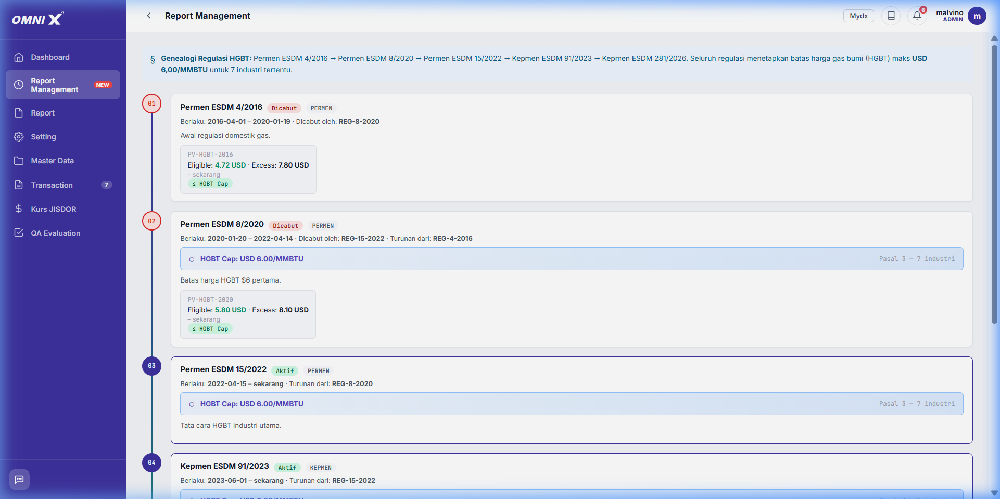 OMNI X
Report Management
Mydx
6
malvino
ADMIN
m
Dashboard
Report
Management
NEW
Report
Setting
Master Data
Transaction
7
Kurs JISDOR
QA Evaluation
§ Genealogi Regulasi HGBT: Permen ESDM 4/2016 → Permen ESDM 8/2020 → Permen ESDM 15/2022 → Kepmen ESDM 91/2023 → Kepmen ESDM 281/2026. Seluruh regulasi menetapkan batas harga gas bumi (HGBT) maks USD
6,00/MMBTU untuk 7 industri tertentu.
01
Permen ESDM 4/2016 Dicabut PERMEN
Berlaku: 2016-04-01 – 2020-01-19 · Dicabut oleh: REG-8-2020
Awal regulasi domestik gas.
PV-HGBT-2016
Eligible: 4.72 USD · Excess: 7.80 USD
– sekarang
≤ HGBT Cap
02
Permen ESDM 8/2020 Dicabut PERMEN
Berlaku: 2020-01-20 – 2022-04-14 · Dicabut oleh: REG-15-2022 · Turunan dari: REG-4-2016
HGBT Cap: USD 6.00/MMBTU
Pasal 3 – 7 industri
Batas harga HGBT $6 pertama.
PV-HGBT-2020
Eligible: 5.80 USD · Excess: 8.10 USD
– sekarang
≤ HGBT Cap
03
Permen ESDM 15/2022 Aktif PERMEN
Berlaku: 2022-04-15 – sekarang · Turunan dari: REG-8-2020
HGBT Cap: USD 6.00/MMBTU
Pasal 3 – 7 industri
Tata cara HGBT Industri utama.
04
Kepmen ESDM 91/2023 Aktif KEPMEN
Berlaku: 2023-06-01 – sekarang · Turunan dari: REG-15-2022